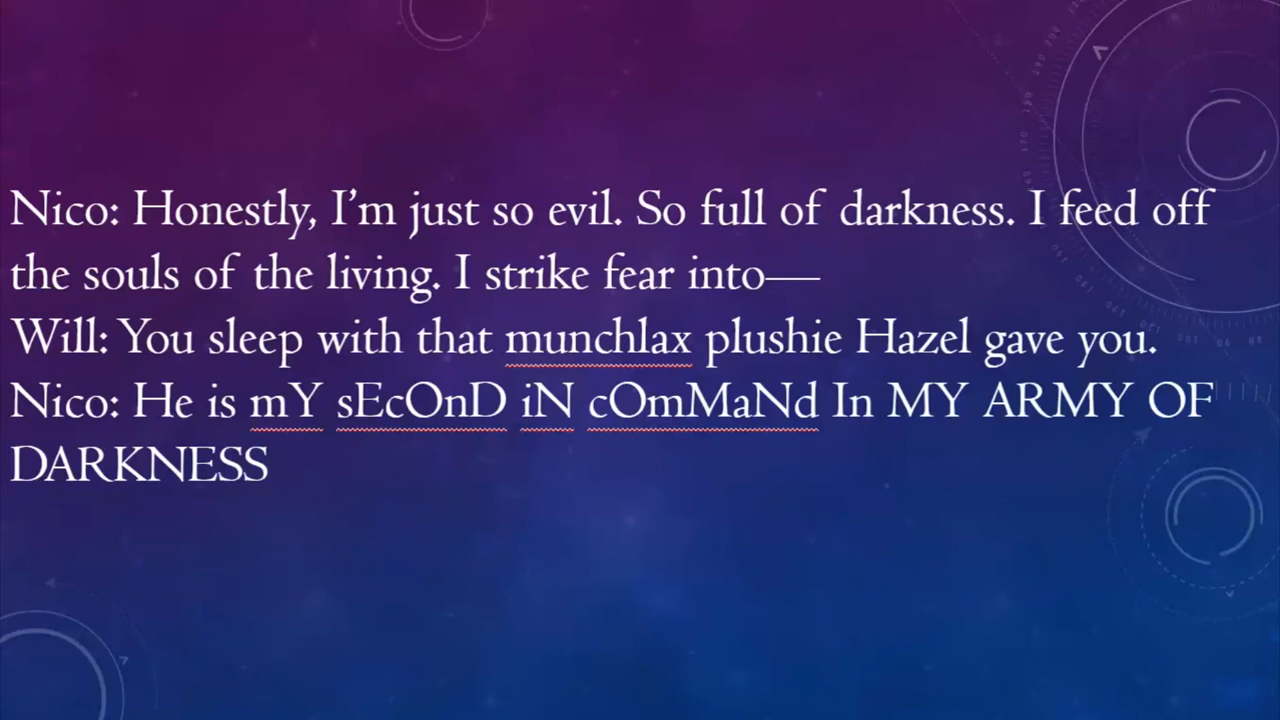 Nico: Honestly, I’m just so evil. So full of darkness. I feed off
the souls of the living. I strike fear into—
Will: You sleep with that munchlax plushie Hazel gave you.
Nico: He is mY sEcOnD iN cOmMaNd In MY ARMY OF
DARKNESS